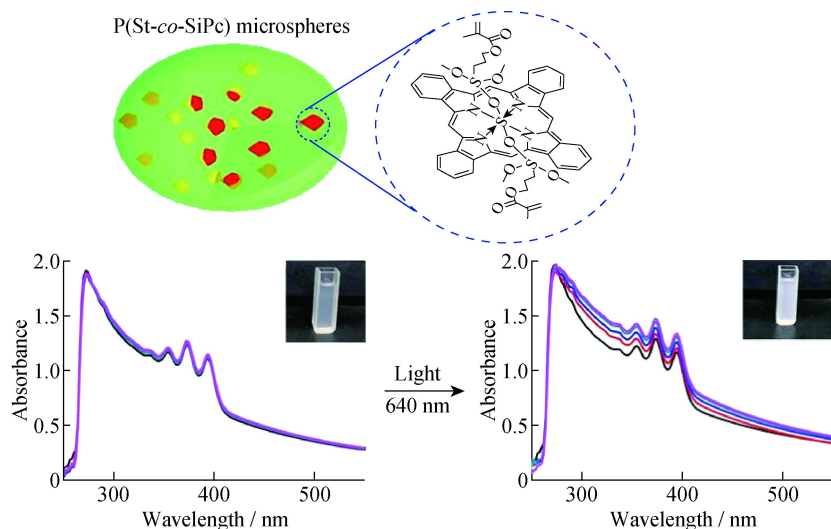 P(St-co-SiPc) microspheres
O
O
O
S
O
O
N
N
N
N
S
O
S
O
O
O
O
2.0
1.5
1.0
0.5
0
Absorbance
300
400
500
Wavelength / nm
Light
640 nm
2.0
1.5
1.0
0.5
0
Absorbance
300
400
500
Wavelength / nm